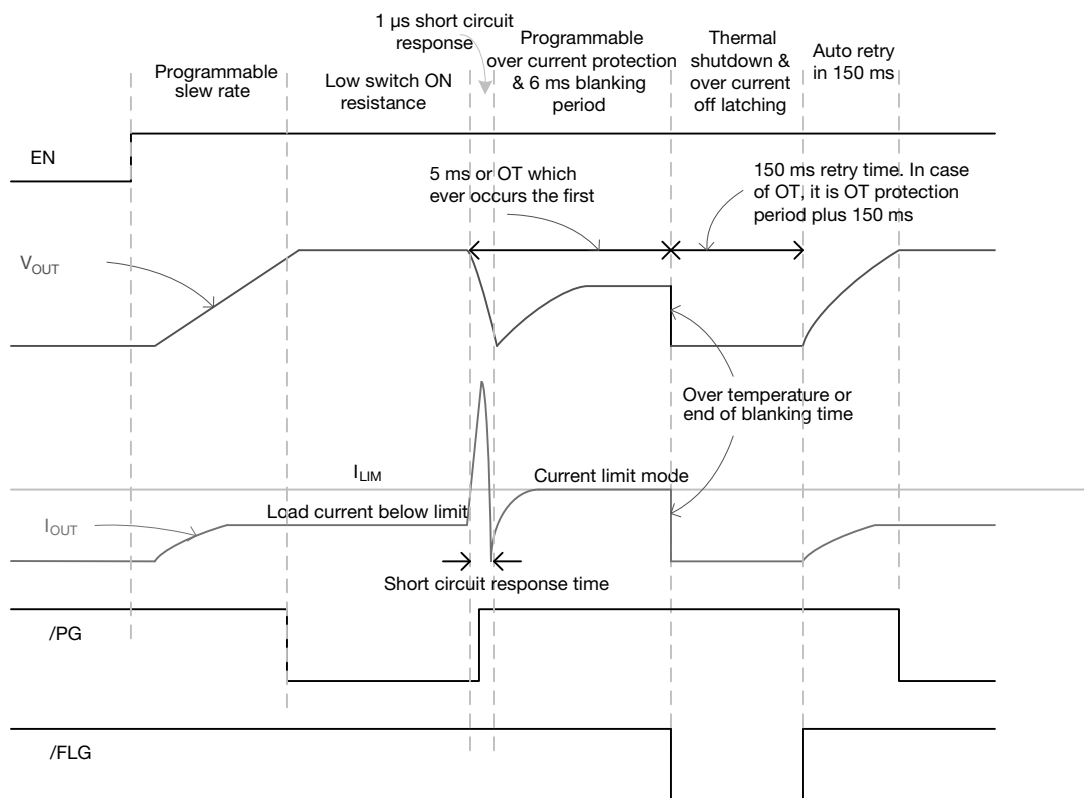 1 µs short circuit
response
Programmable
slew rate
Low switch ON
resistance
Programmable
over current protection
& 6 ms blanking
period
Thermal
shutdown &
over current
off latching
Auto retry
in 150 ms
EN
5 ms or OT which
ever occurs the first
150 ms retry time. In case
of OT, it is OT protection
period plus 150 ms
VOUT
Over temperature or
end of blanking time
ILIM
Current limit mode
Load current below limit
IOUT
Short circuit response time
/PG
/FLG